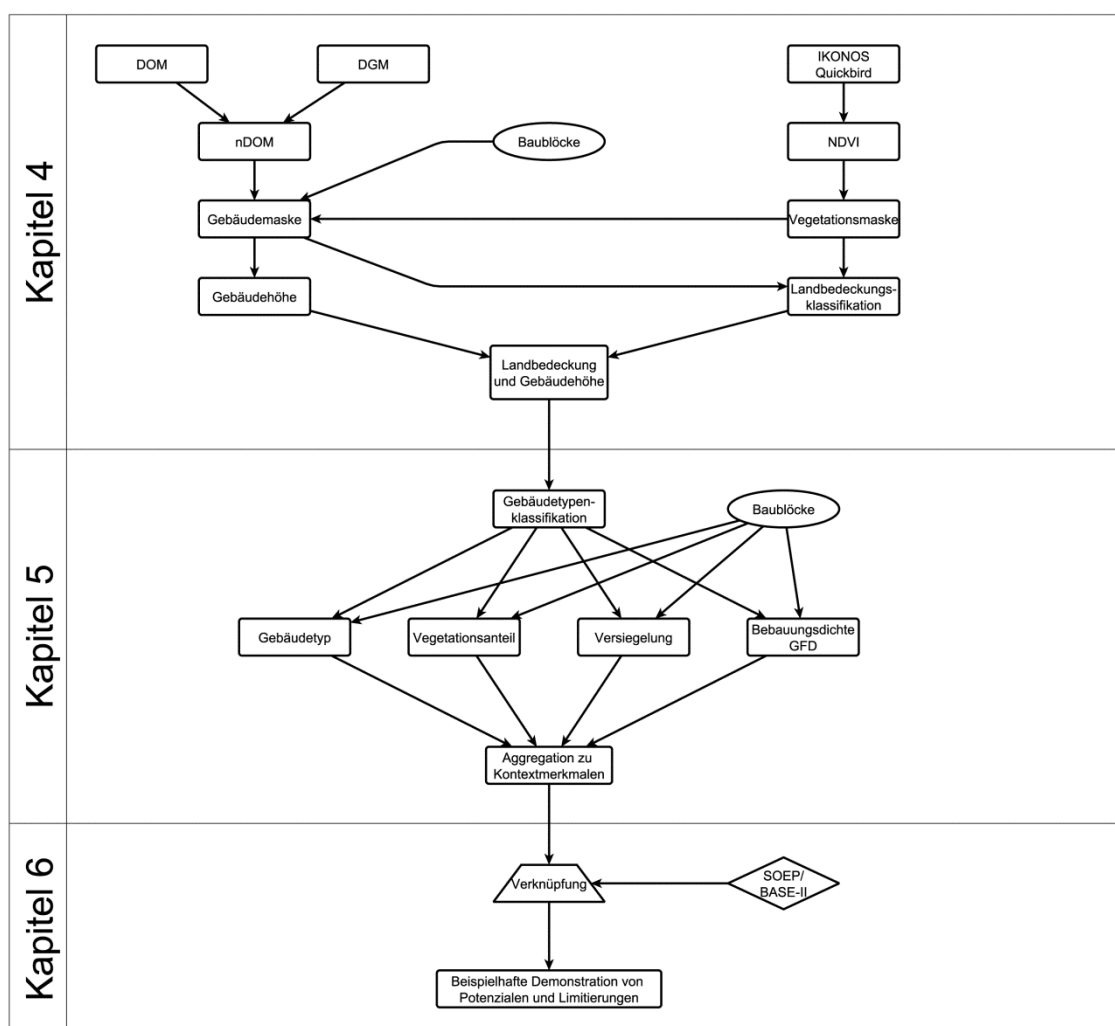 Kapitel 4
DOM
DGM
IKONOS
Quickbird
nDOM
Baublöcke
NDVI
Gebäudemaske
Vegetationsmaske
Gebäudehöhe
Landbedeckungs-
klassifikation
Landbedeckung
und Gebäudehöhe
Kapitel 5
Gebäudetypen-
klassifikation
Baublöcke
Gebäudetyp
Vegetationsanteil
Versiegelung
Bebauungsdichte
GFD
Aggregation zu
Kontextmerkmalen
Kapitel 6
Verknüpfung
SOEP/
BASE-II
Beispielhafte Demonstration von
Potenzialen und Limitierungen